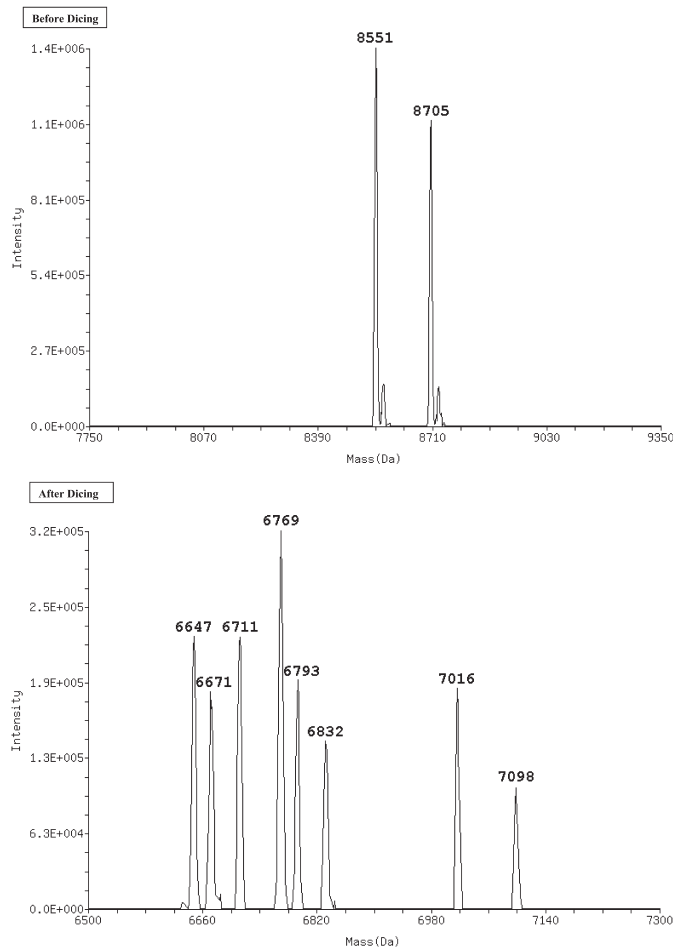 Before Dicing
8551
1.4E+006
8705
1.1E+006
8.1E+005
Intensity
5.4E+005
2.7E+005
0.0E+000
7750 8070 8390 8710 9030 9350
Mass(Da)
After Dicing
6769
3.2E+005
6647 6711
2.5E+005
6793
6671
7016
1.9E+005
6832
Intensity
1.3E+005
7098
6.3E+004
0.0E+000
6500 6660 6820 6980 7140 7300
Mass(Da)